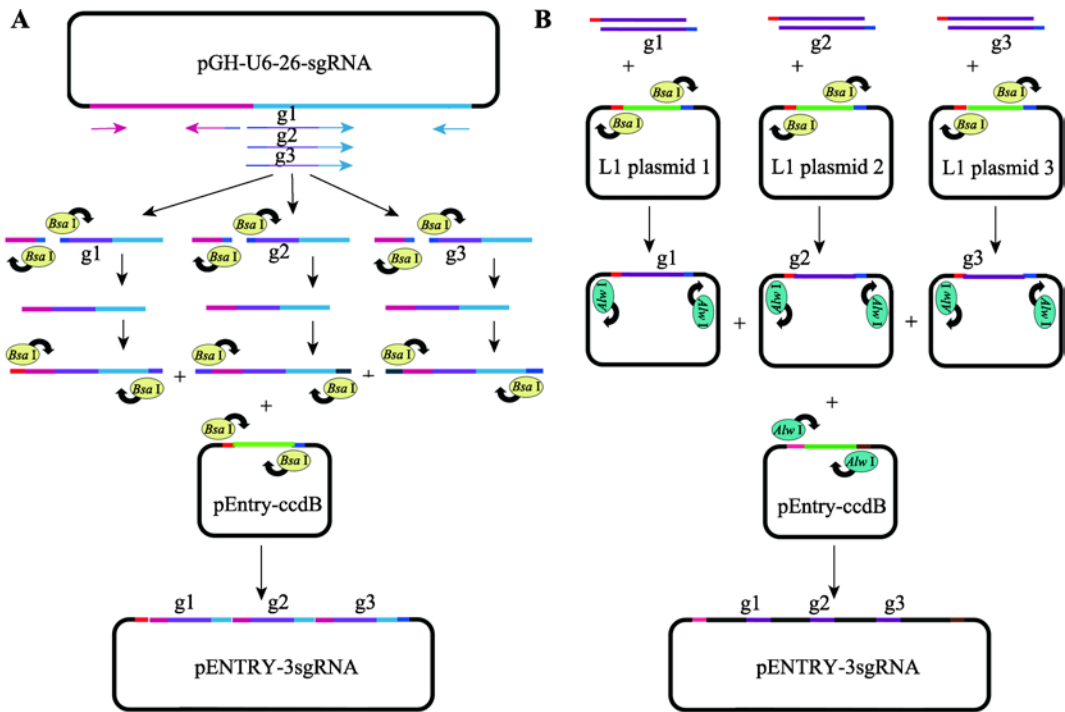 A
pGH-U6-26-sgRNA
g1
g2
g3
Bsa I
Bsa I
Bsa I
Bsa I
Bsa I
Bsa I
g1
g2
g3
Bsa I
Bsa I
Bsa I
+
+
Bsa I
Bsa I
Bsa I
+
Bsa I
Bsa I
pEntry-ccdB
g1
g2
g3
pENTRY-3sgRNA
B
g1
g2
g3
+
+
+
Bsa I
Bsa I
Bsa I
Bsa I
Bsa I
Bsa I
L1 plasmid 1
L1 plasmid 2
L1 plasmid 3
g1
g2
g3
Alw I
Alw I
Alw I
Alw I
Alw I
Alw I
+
+
+
Alw I
Alw I
pEntry-ccdB
g1
g2
g3
pENTRY-3sgRNA